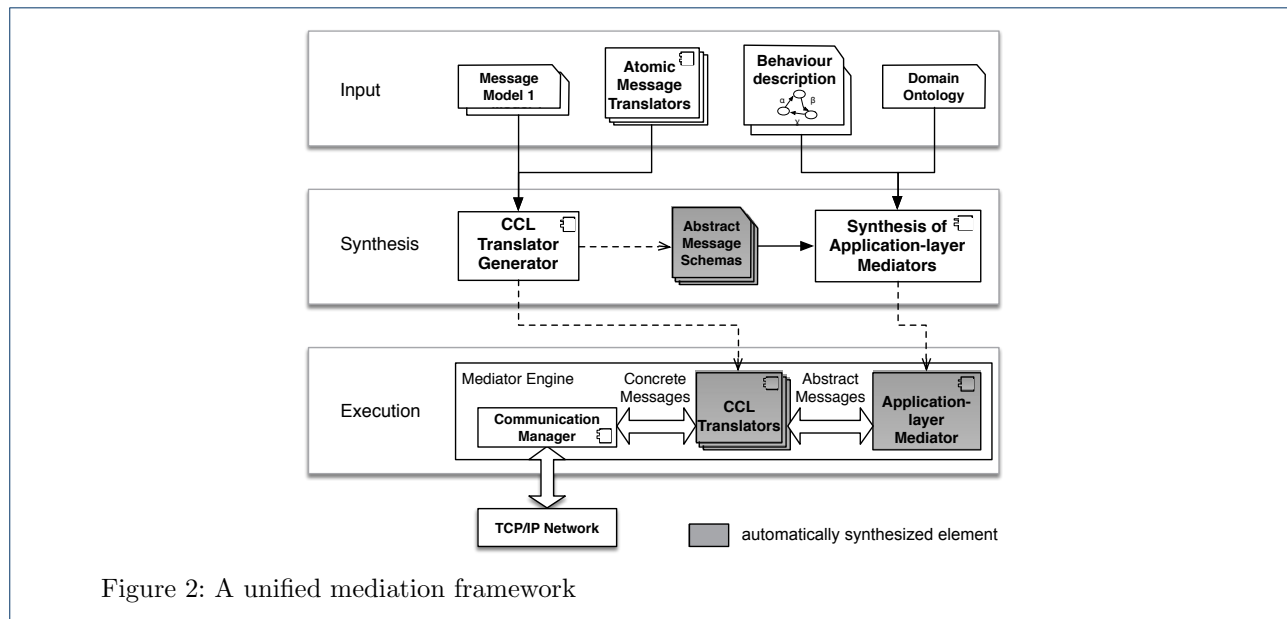 Input
Message
Model 1
Atomic
Message
Translators
Behaviour
description
α
β
γ
Domain
Ontology
Synthesis
CCL
Translator
Generator
Abstract
Message
Schemas
Synthesis of
Application-layer
Mediators
Execution
Mediator Engine
Communication
Manager
Concrete
Messages
CCL
Translators
Abstract
Messages
Application-
layer
Mediator
TCP/IP Network
automatically synthesized element
Figure 2: A unified mediation framework